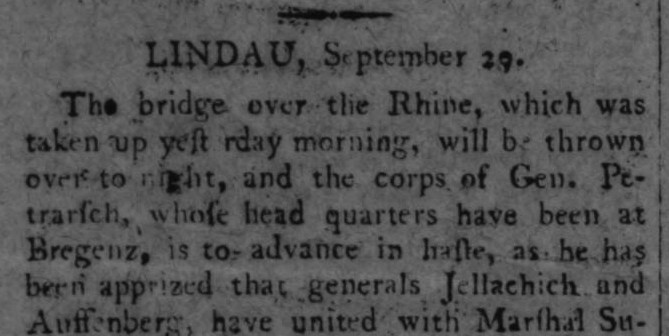 LINDAU, September 29.
The bridge over the Rhine, which was
taken up yeſt rday morning, will be thrown
over to night, and the corps of Gen. Pe-
trarſch, whoſe head quarters have been at
Bregenz, is to advance in haſte, as he has
been apprized that generals Jellachich and
Auffenberg, have united with Marſhal Su-